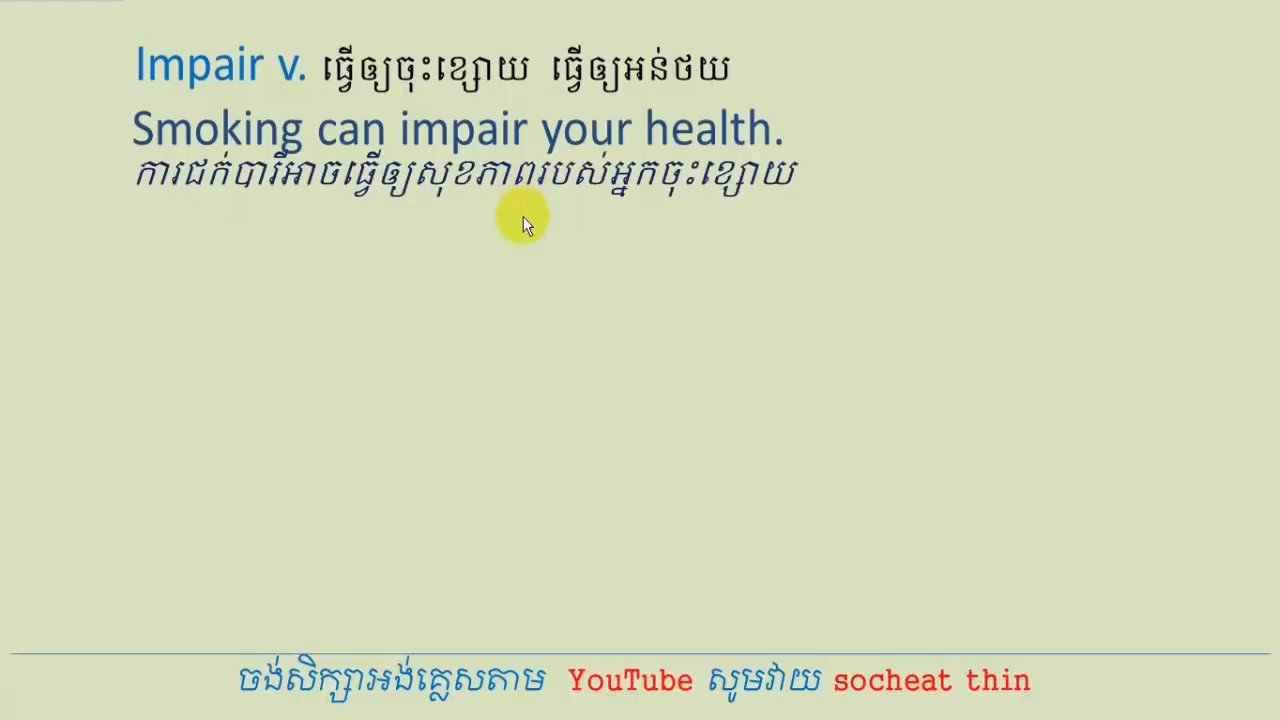 Impair v. ធ្វើឲ្យចុះខ្សោយ ធ្វើឲ្យអន់ថយ
Smoking can impair your health.
ការជក់បារីអាចធ្វើឲ្យសុខភាពរបស់អ្នកចុះខ្សោយ
ចង់សិក្សាអង់គ្លេសតាម YouTube សូមវាយ socheat thin